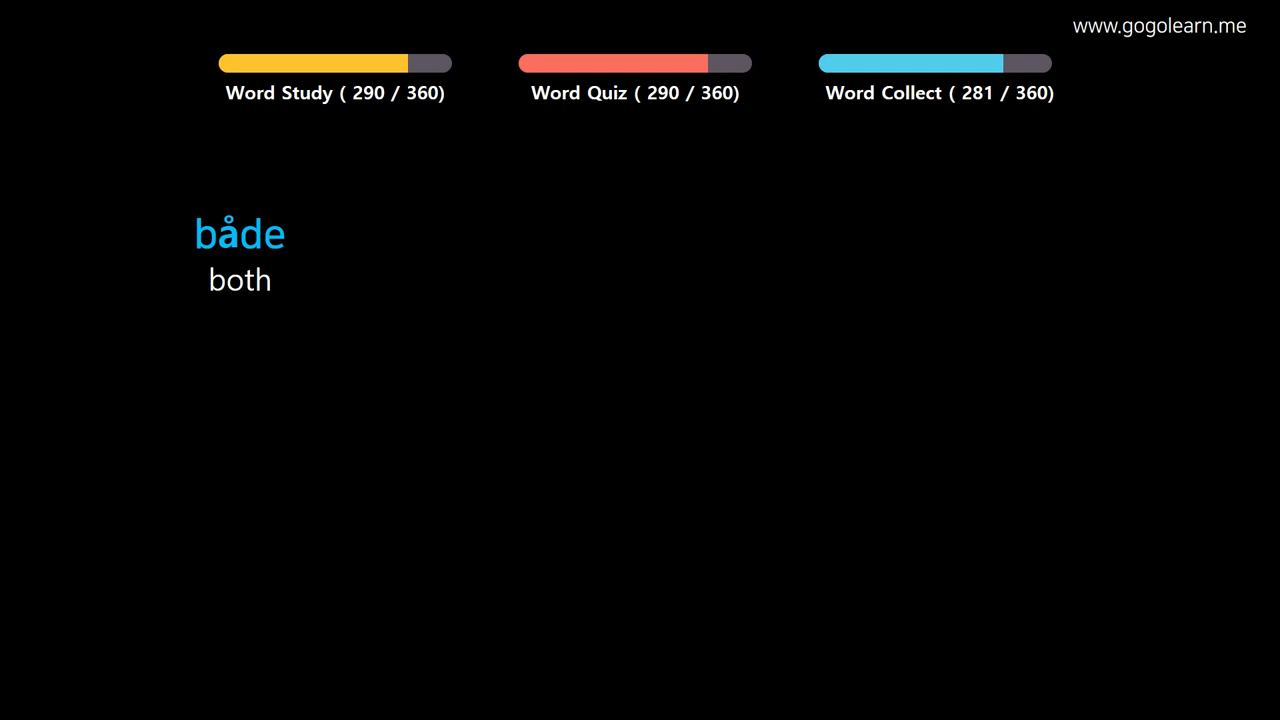 www.gogolearn.me
Word Study ( 290 / 360)
Word Quiz ( 290 / 360)
Word Collect ( 281 / 360)
både
both